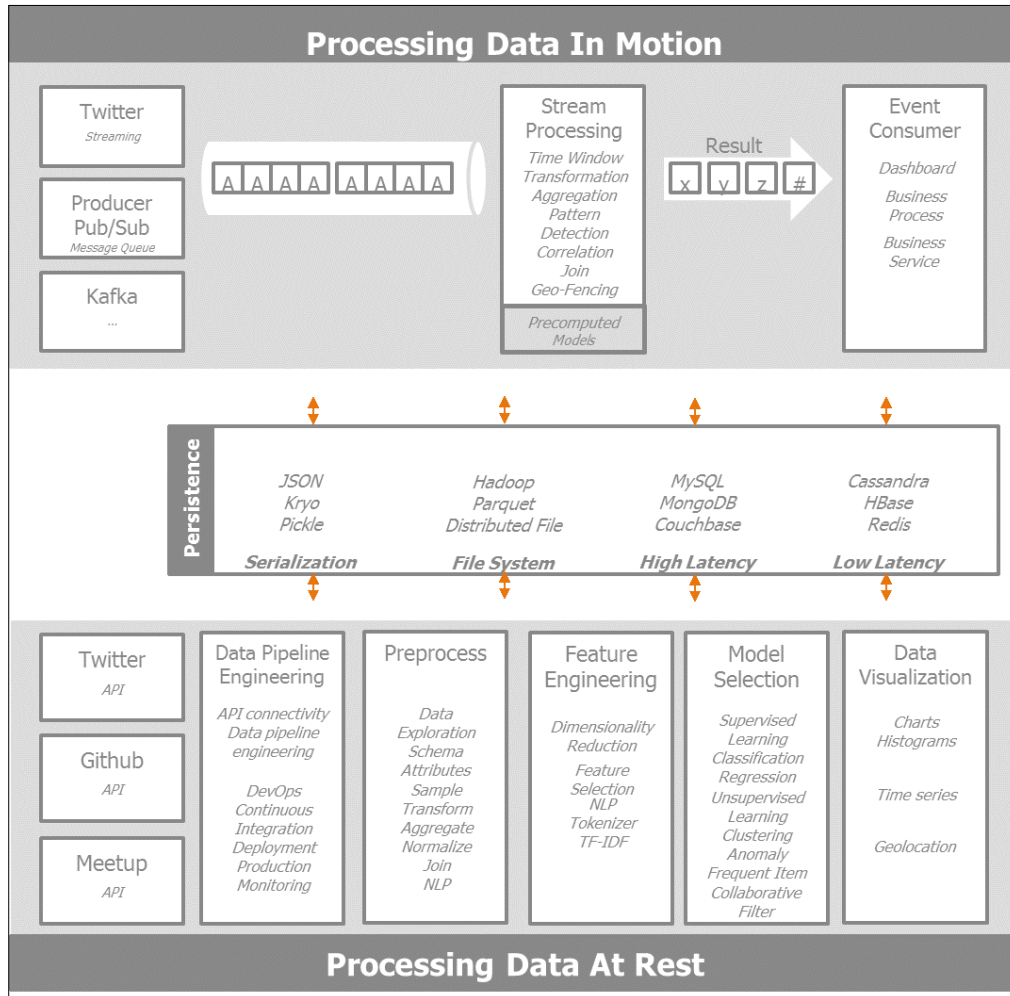 Processing Data In Motion
Twitter
Streaming
Producer
Pub/Sub
Message Queue
Kafka
...
A A A A A A A A
Stream
Processing
Time Window
Transformation
Aggregation
Pattern
Detection
Correlation
Join
Geo-Fencing
Precomputed
Models
Result
x y z #
Event
Consumer
Dashboard
Business
Process
Business
Service
Persistence
JSON
Kryo
Pickle
Serialization
Hadoop
Parquet
Distributed File
File System
MySQL
MongoDB
Couchbase
High Latency
Cassandra
HBase
Redis
Low Latency
Twitter
API
Github
API
Meetup
API
Data Pipeline
Engineering
API connectivity
Data pipeline
engineering
DevOps
Continuous
Integration
Deployment
Production
Monitoring
Preprocess
Data
Exploration
Schema
Attributes
Sample
Transform
Aggregate
Normalize
Join
NLP
Feature
Engineering
Dimensionality
Reduction
Feature
Selection
NLP
Tokenizer
TF-IDF
Model
Selection
Supervised
Learning
Classification
Regression
Unsupervised
Learning
Clustering
Anomaly
Frequent Item
Collaborative
Filter
Data
Visualization
Charts
Histograms
Time series
Geolocation
Processing Data At Rest